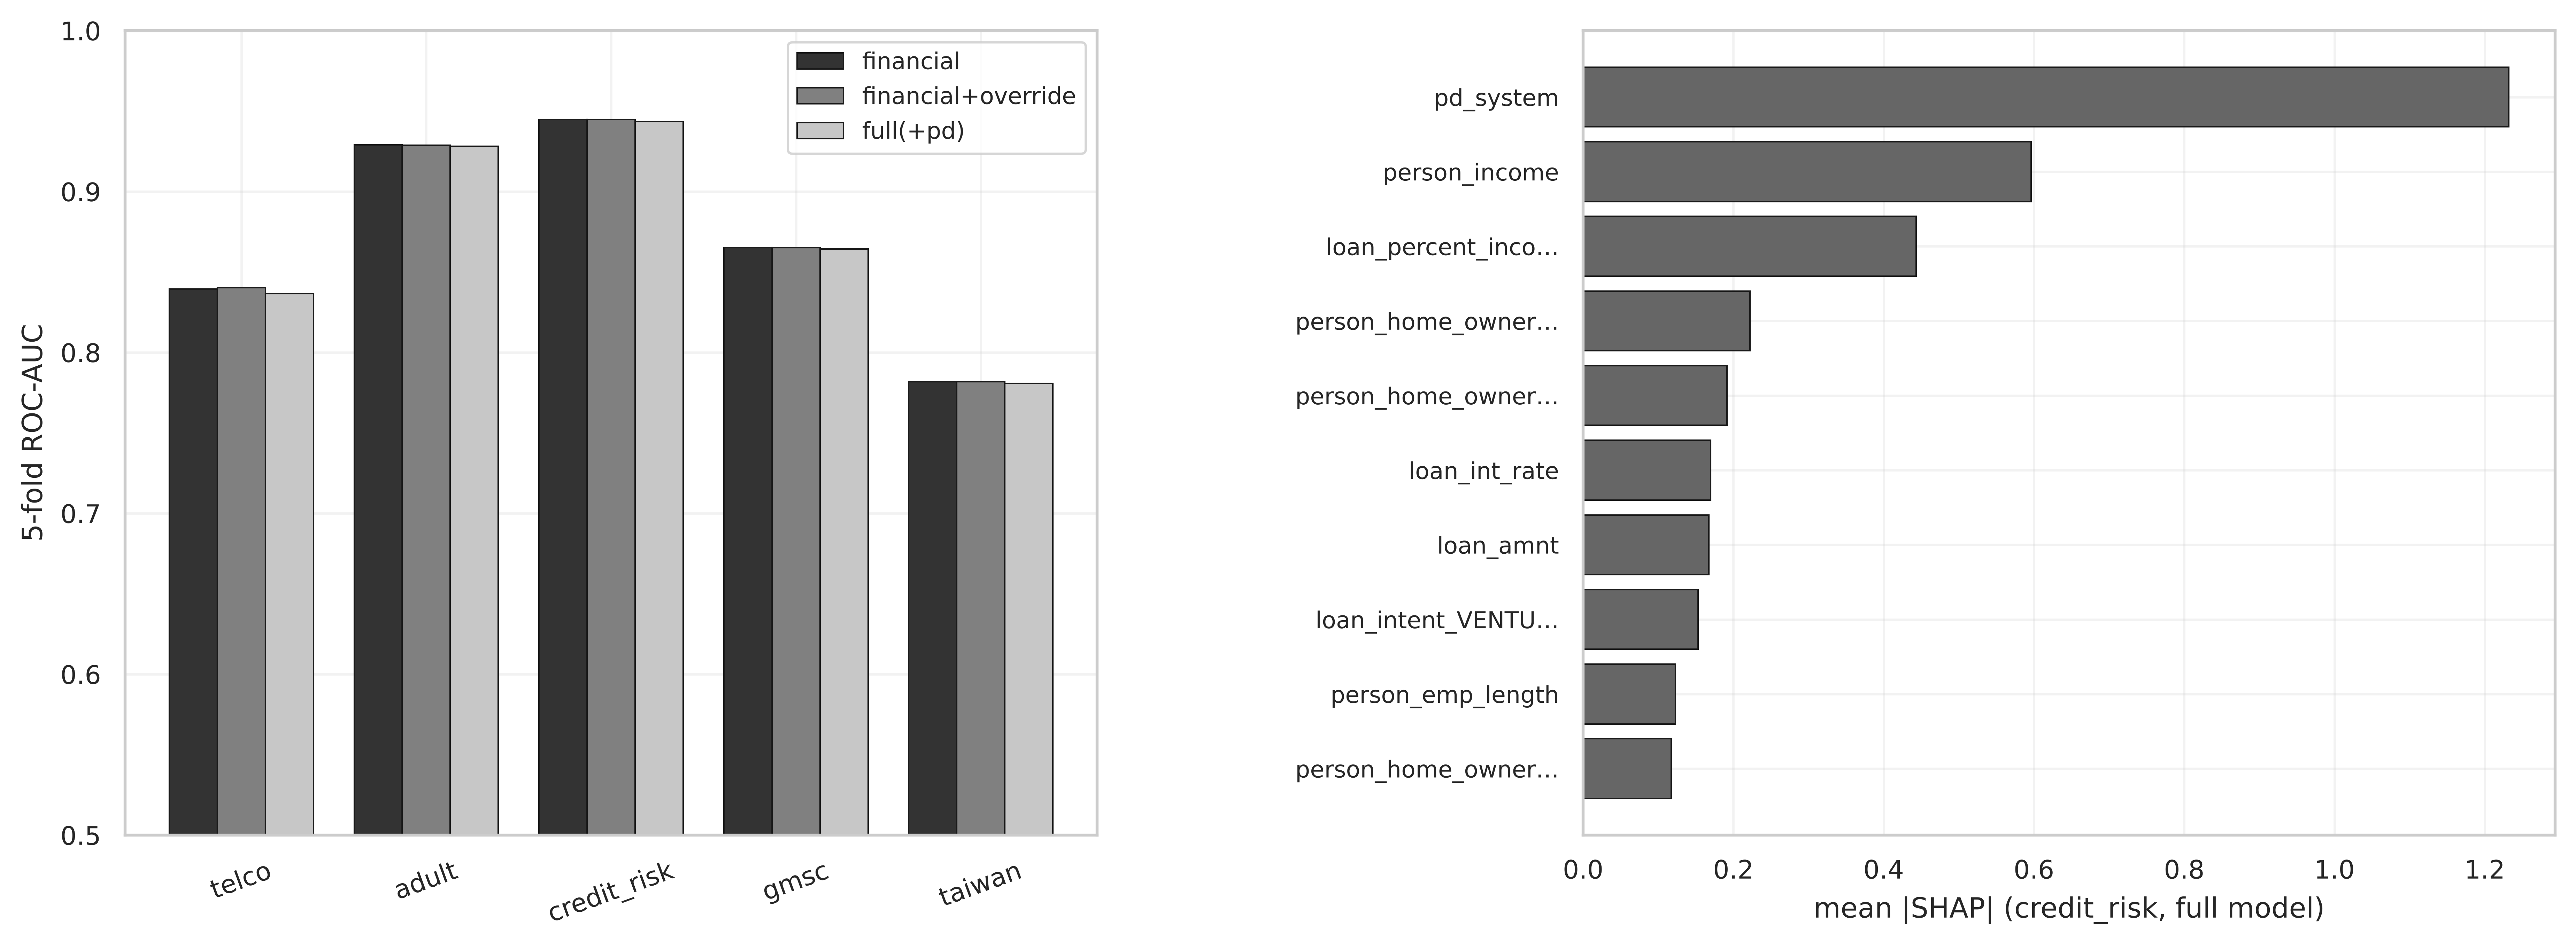 5-fold ROC-AUC
1.0
0.9
0.8
0.7
0.6
0.5
financial
financial+override
full(+pd)
telco
adult
credit_risk
gmsc
taiwan
pd_system
person_income
loan_percent_inco…
person_home_owner…
person_home_owner…
loan_int_rate
loan_amnt
loan_intent_VENTU…
person_emp_length
person_home_owner…
0.0 0.2 0.4 0.6 0.8 1.0 1.2
mean |SHAP| (credit_risk, full model)